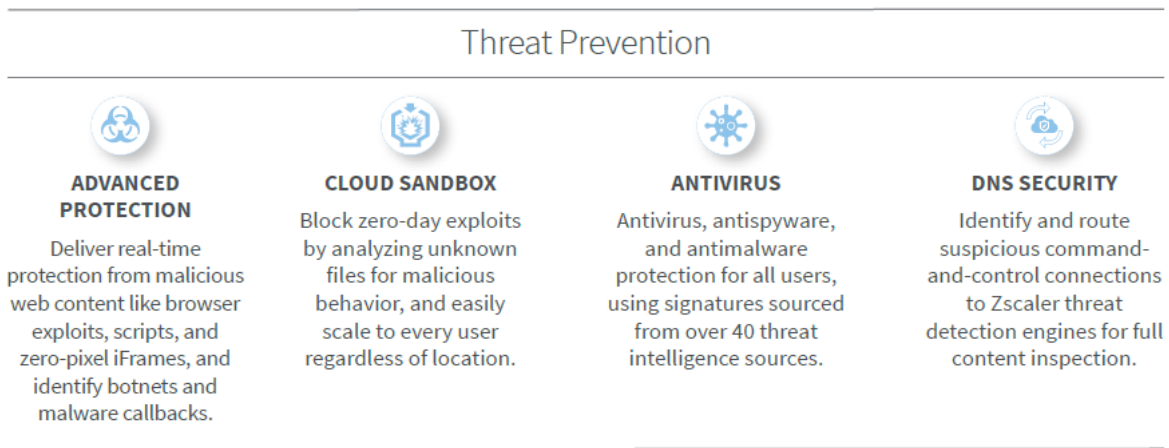 Threat Prevention
ADVANCED
PROTECTION
Deliver real-time
protection from malicious
web content like browser
exploits, scripts, and
zero-pixel iFrames, and
identify botnets and
malware callbacks.
CLOUD SANDBOX
Block zero-day exploits
by analyzing unknown
files for malicious
behavior, and easily
scale to every user
regardless of location.
ANTIVIRUS
Antivirus, antispyware,
and antimalware
protection for all users,
using signatures sourced
from over 40 threat
intelligence sources.
DNS SECURITY
Identify and route
suspicious command-
and-control connections
to Zscaler threat
detection engines for full
content inspection.